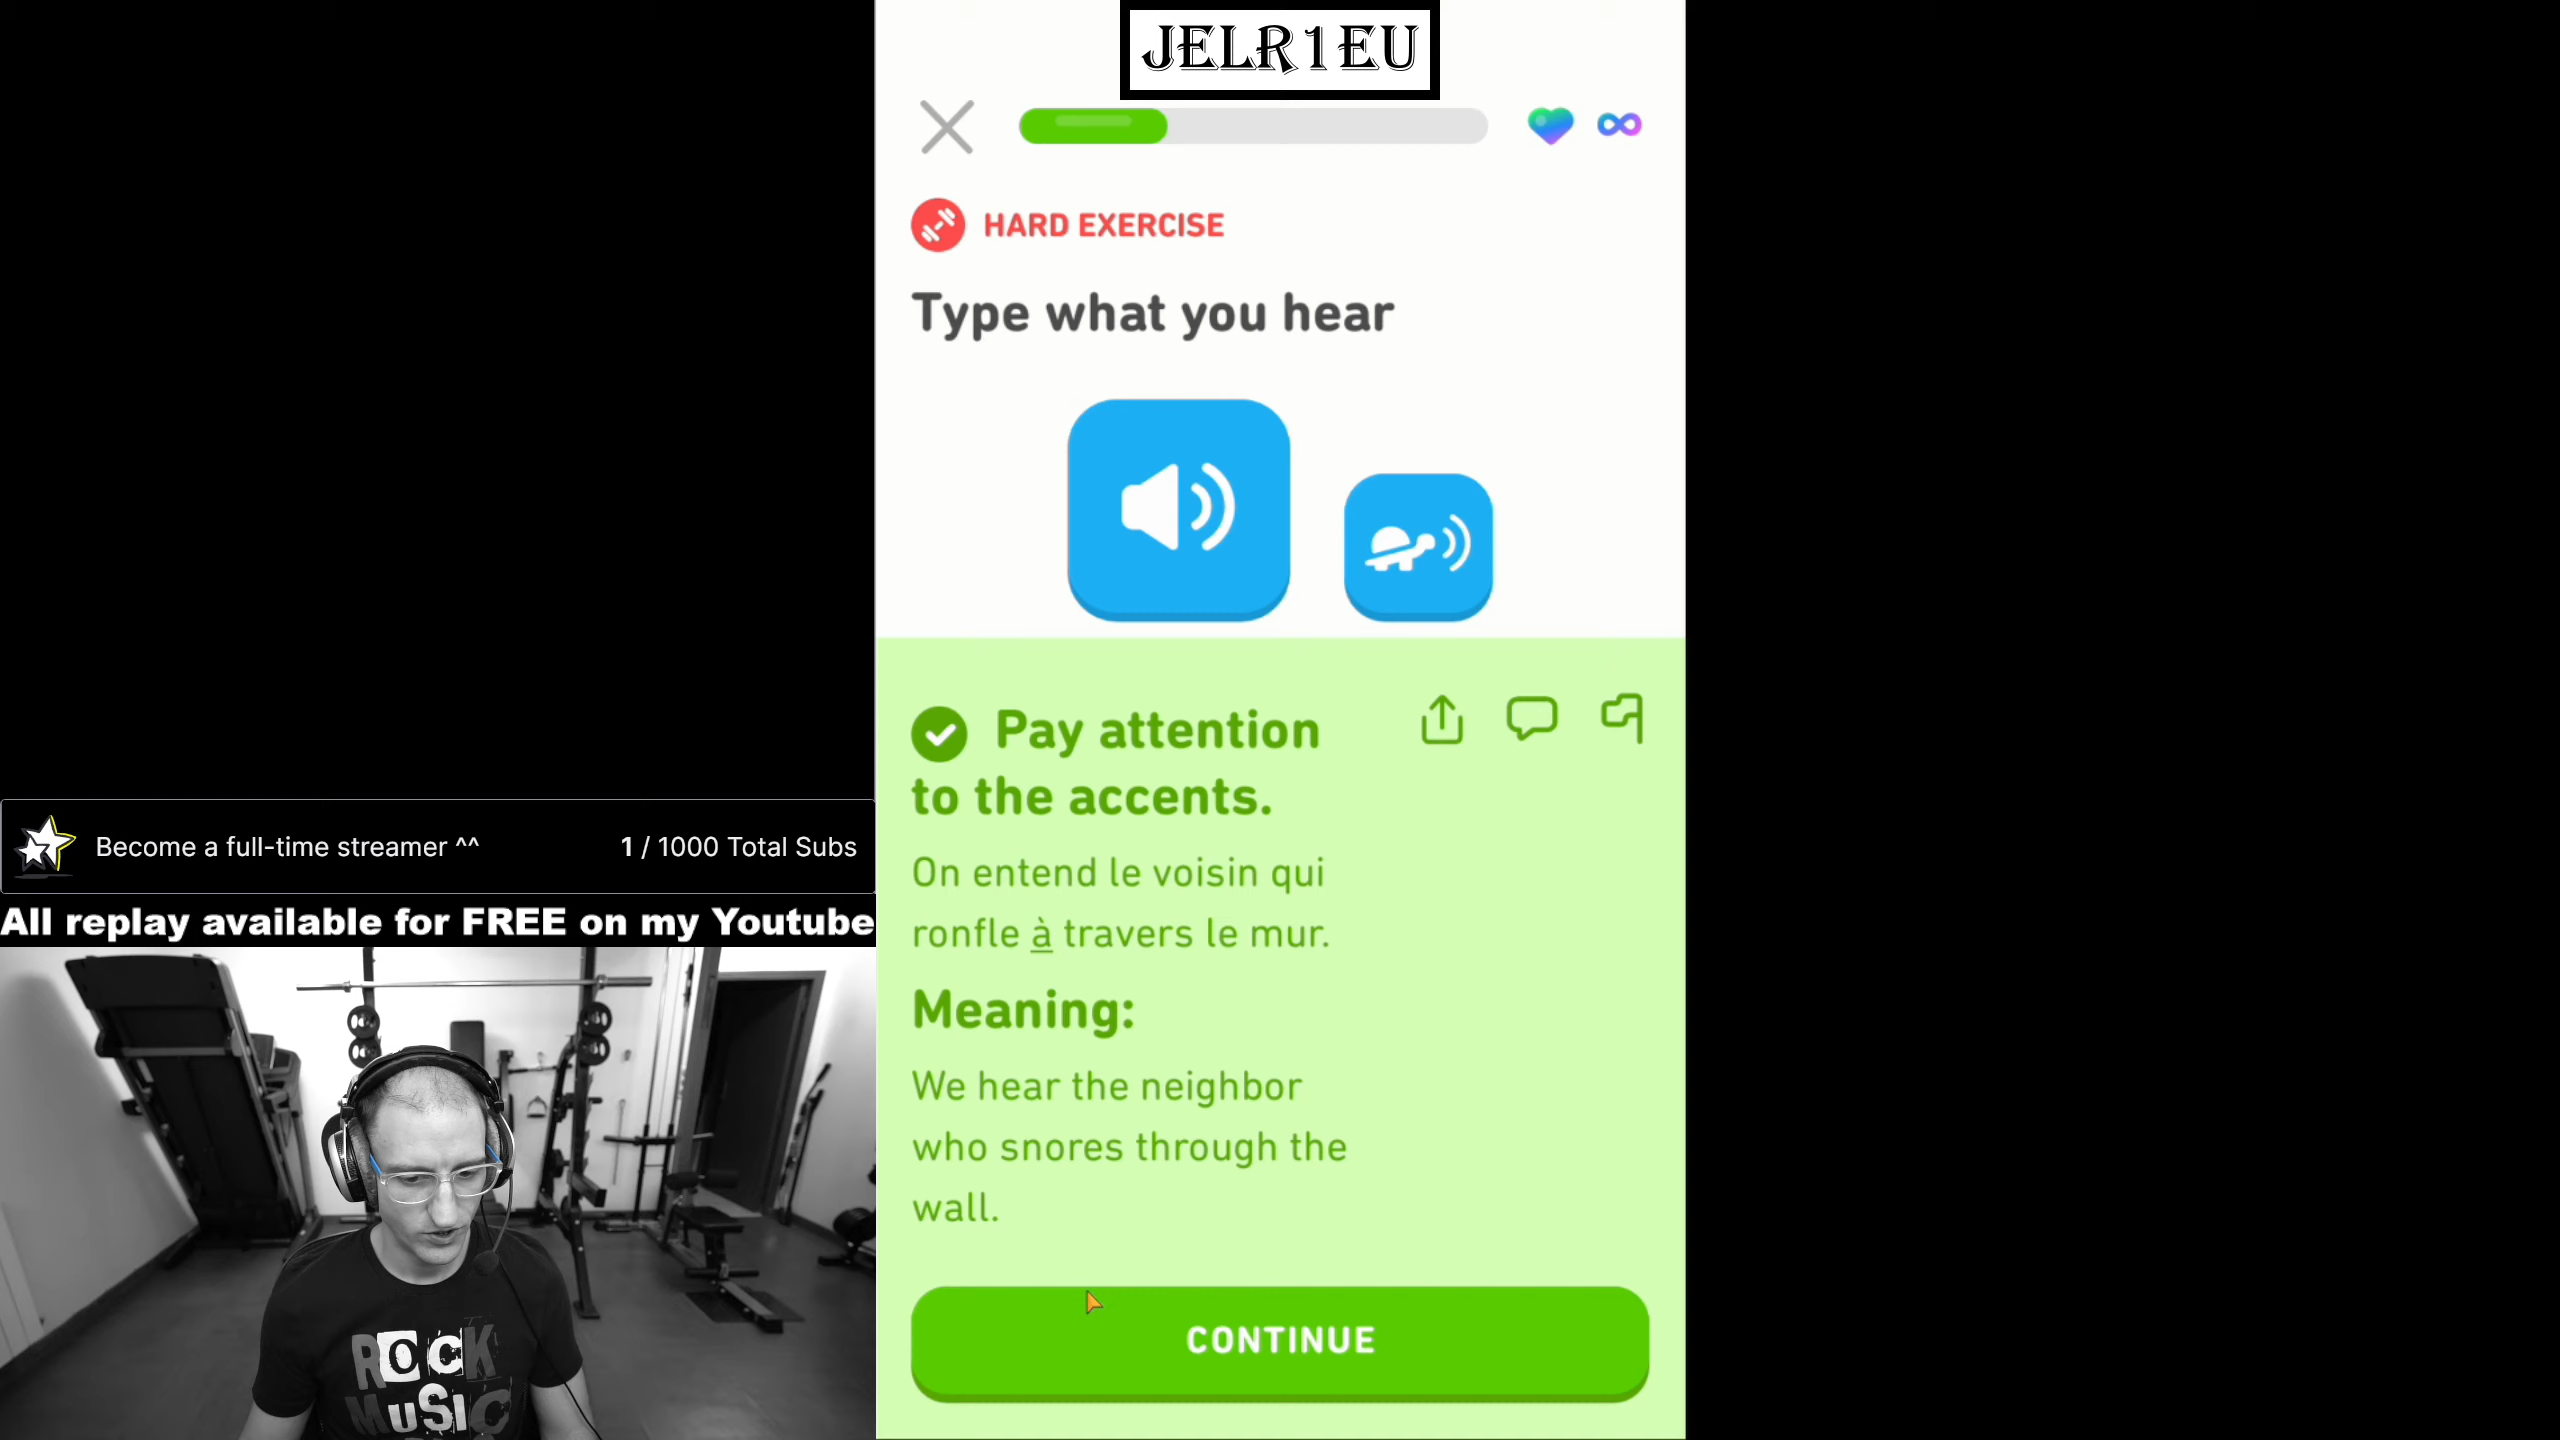 JELR1EU
HARD EXERCISE
Type what you hear
Pay attention
to the accents.
On entend le voisin qui
ronfle à travers le mur.
Meaning:
We hear the neighbor
who snores through the
wall.
CONTINUE
Become a full-time streamer ^^ 1 / 1000 Total Subs
All replay available for FREE on my Youtube
ROCK
MUSIC